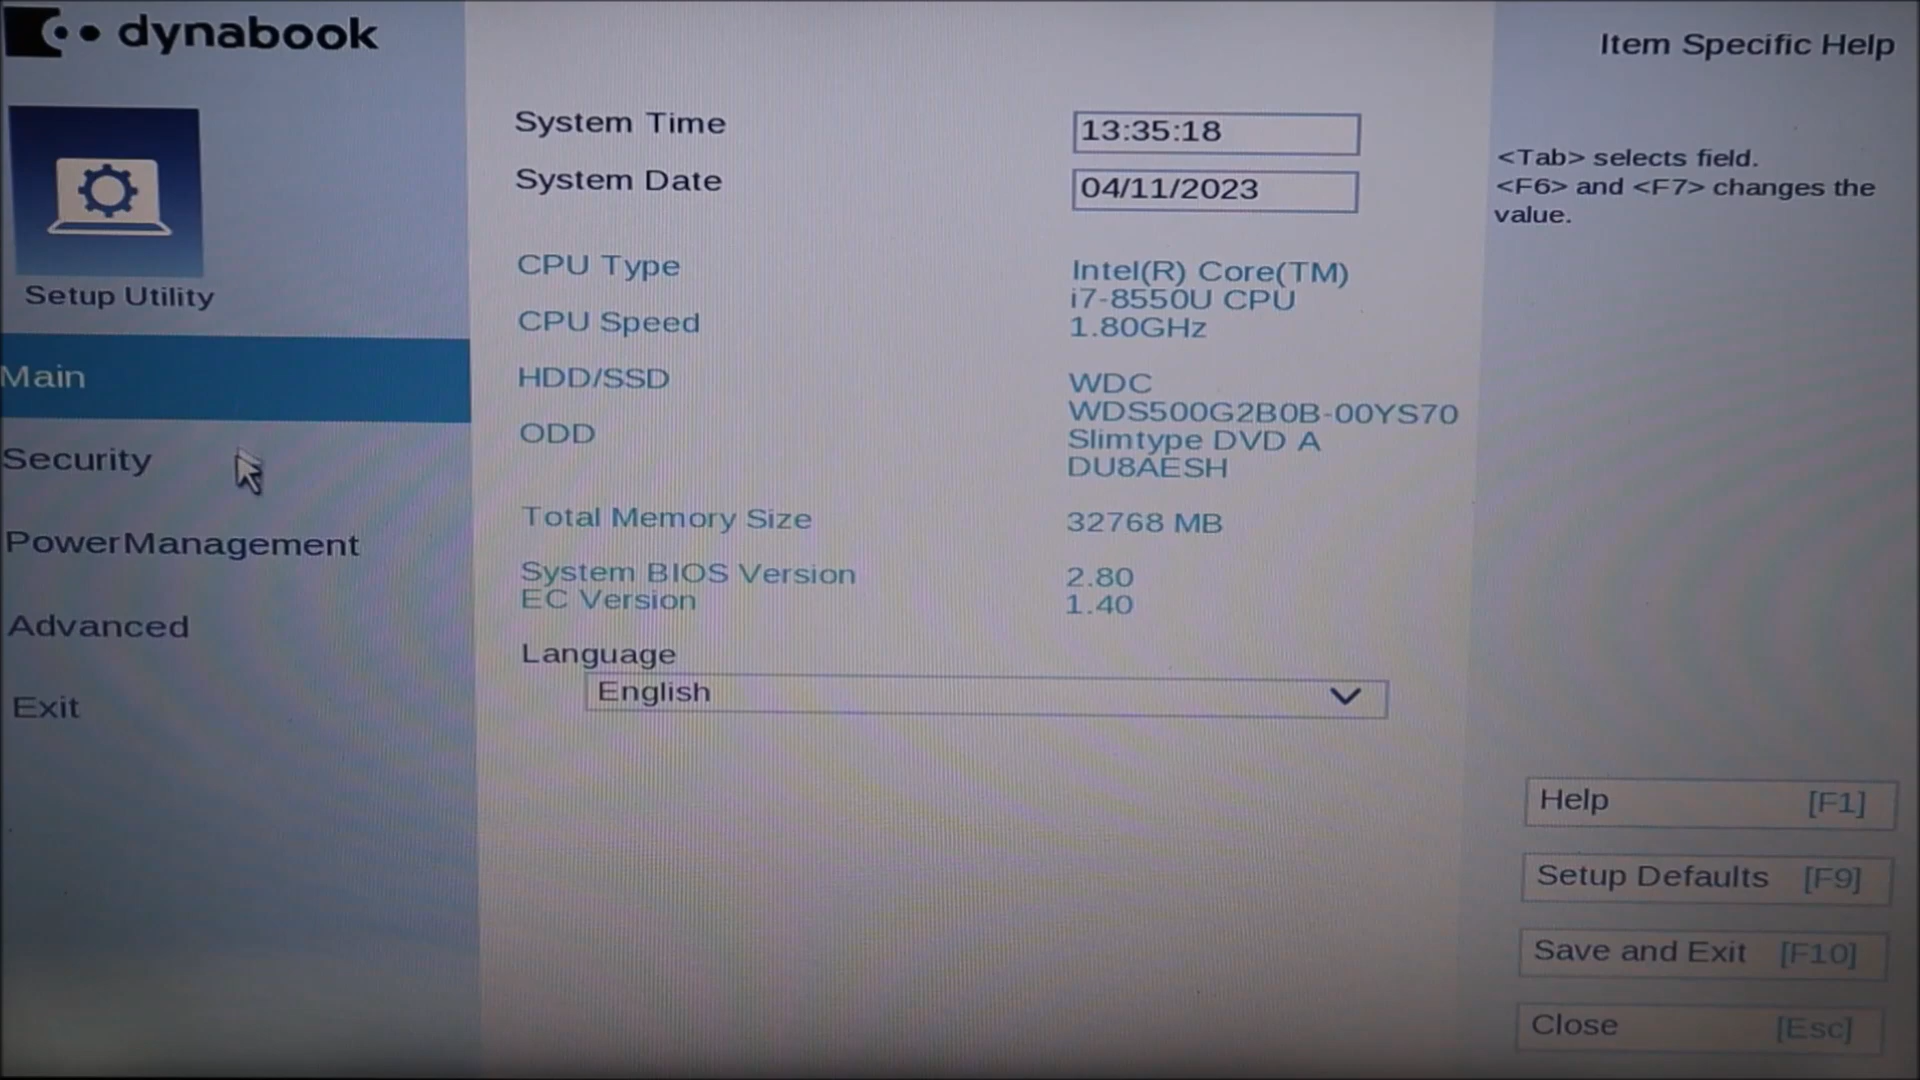 dynabook
Item Specific Help
System Time 13:35:18
System Date 04/11/2023
<Tab> selects field.
<F6> and <F7> changes the
value.
Setup Utility
CPU Type Intel(R) Core(TM)
i7-8550U CPU
CPU Speed 1.80GHz
Main
HDD/SSD WDC
WDS500G2B0B-00YS70
ODD Slimtype DVD A
DU8AESH
Security
Total Memory Size 32768 MB
PowerManagement
System BIOS Version 2.80
EC Version 1.40
Advanced
Language
English
Exit
Help [F1]
Setup Defaults [F9]
Save and Exit [F10]
Close [Esc]